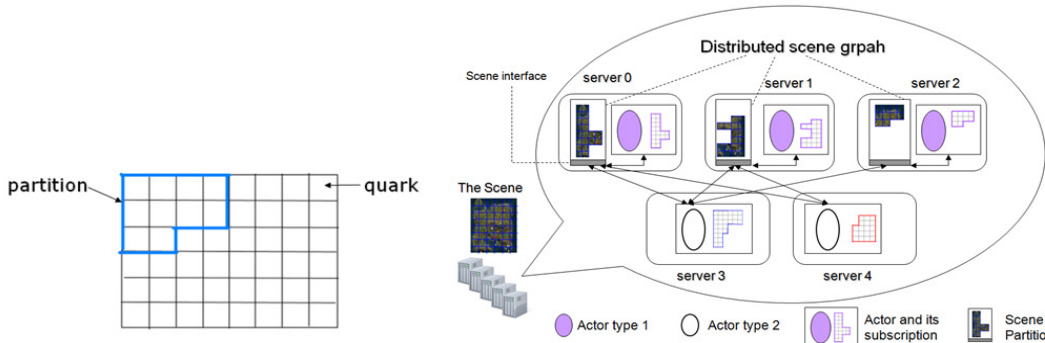 partition
quark
Distributed scene grpah
Scene interface
server 0
server 1
server 2
The Scene
server 3
server 4
Actor type 1
Actor type 2
Actor and its
subscription
Scene
Partitio